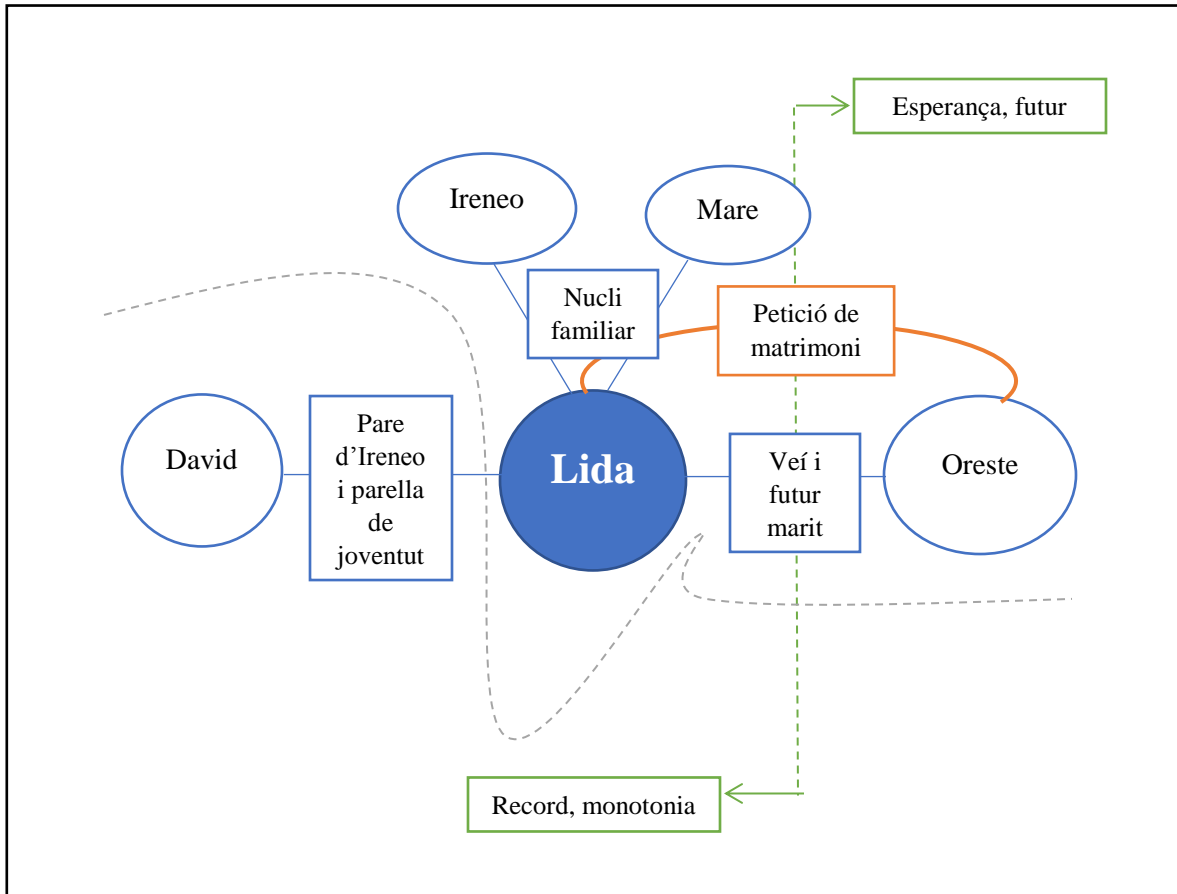 Esperança, futur
Ireneo
Mare
Nucli
familiar
Petició de
matrimoni
David
Pare
d’Ireneo
i parella
de
joventut
Lida
Veí i
futur
marit
Oreste
Record, monotonia